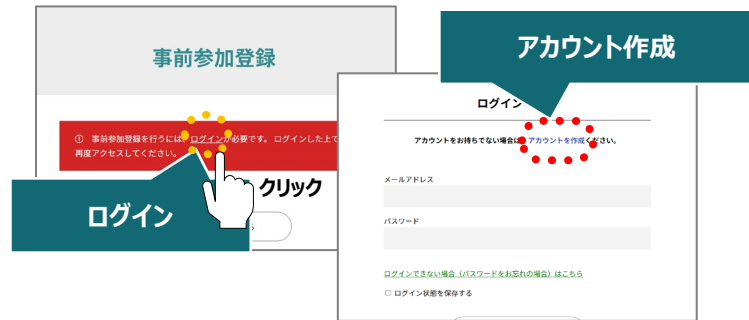 事前参加登録
① 事前参加登録を行うには、ログインが必要です。ログインした上で
再度アクセスしてください。
クリック
ログイン
アカウント作成
ログイン
アカウントをお持ちでない場合は、アカウントを作成ください。
メールアドレス
パスワード
ログインできない場合（パスワードをお忘れの場合）はこちら
□ ログイン状態を保存する